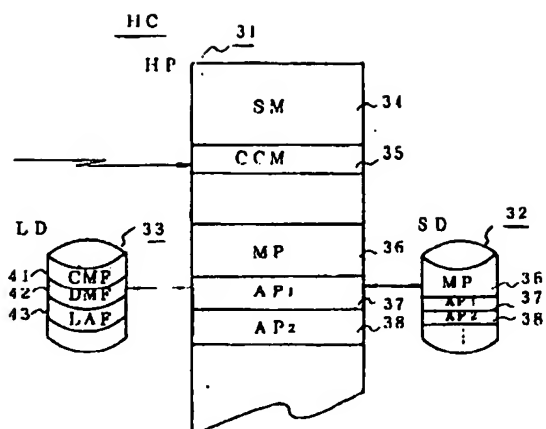 HC
HP 31
SM 34
CCM 35
LD 33
SD 32
MP 36
41 CMF
42 DMF
43 LAF
AP1 37
AP2 38
MP 36
AP1 37
AP2 38